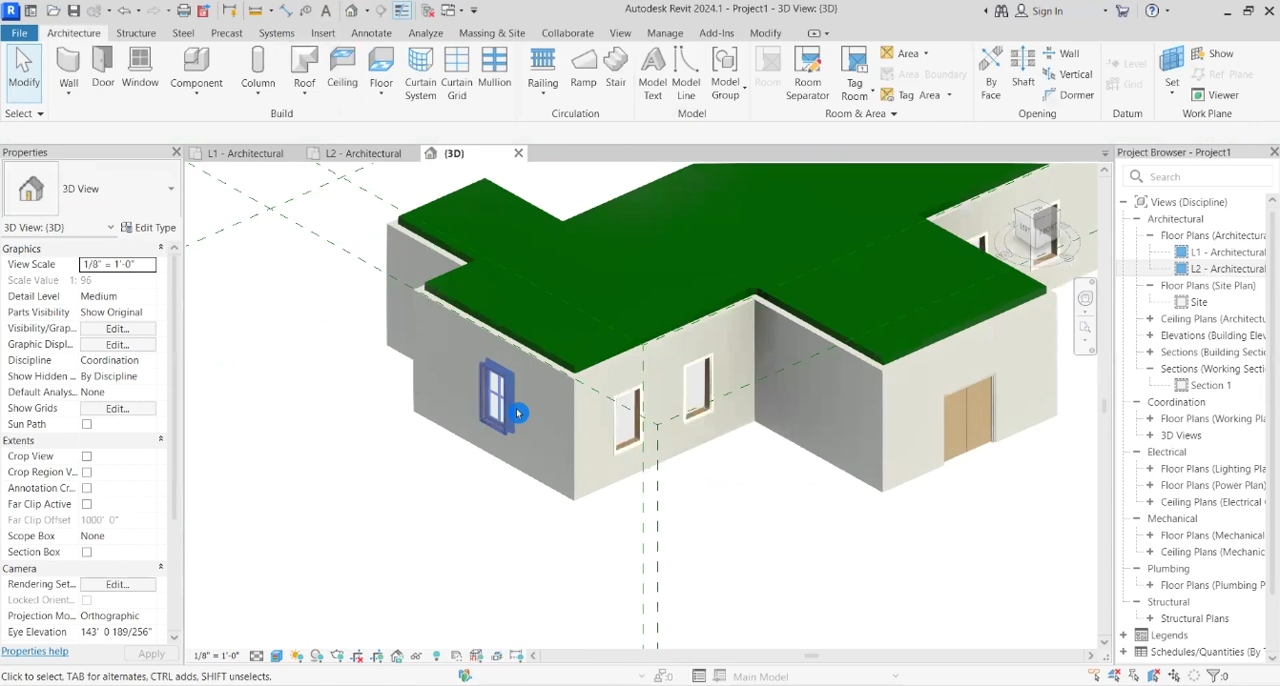 R Autodesk Revit 2024.1 - Project1 - 3D View: {3D} Sign In
File Architecture Structure Steel Precast Systems Insert Annotate Analyze Massing & Site Collaborate View Manage Add-Ins Modify
Modify Wall Door Window Component Column Roof Ceiling Floor Curtain System Curtain Grid Mullion Railing Ramp Stair Model Text Model Line Model Group Room Room Separator Tag Room Area Area Boundary Tag Area By Face Shaft Wall Vertical Dormer Level Grid Set Show Ref Plane Viewer
Select Build Circulation Model Room & Area Opening Datum Work Plane
Properties
L1 - Architectural L2 - Architectural (3D)
Project Browser - Project1
3D View
Search
3D View: {3D} Edit Type
Graphics
View Scale 1/8" = 1'-0"
Scale Value 1: 96
Detail Level Medium
Parts Visibility Show Original
Visibility/Grap... Edit...
Graphic Displ... Edit...
Discipline Coordination
Show Hidden ... By Discipline
Default Analys... None
Show Grids Edit...
Sun Path
Extents
Crop View
Crop Region V...
Annotation Cr...
Far Clip Active
Far Clip Offset 1000' 0"
Scope Box None
Section Box
Camera
Rendering Set... Edit...
Locked Orient...
Projection Mo... Orthographic
Eye Elevation 143' 0 189/256"
Properties help Apply
Views (Discipline)
Architectural
Floor Plans (Architectura
L1 - Architectural
L2 - Architectural
Floor Plans (Site Plan)
Site
Ceiling Plans (Architectu
Elevations (Building Elev
Sections (Building Sectio
Sections (Working Sectio
Section 1
Coordination
Floor Plans (Working Pla
3D Views
Electrical
Floor Plans (Lighting Pla
Floor Plans (Power Plan)
Ceiling Plans (Electrical
Mechanical
Floor Plans (Mechanical
Ceiling Plans (Mechanic
Plumbing
Floor Plans (Plumbing P
Structural
Structural Plans
Legends
Schedules/Quantities (By
1/8" = 1'-0"
Click to select, TAB for alternates, CTRL adds, SHIFT unselects. :0 Main Model :0